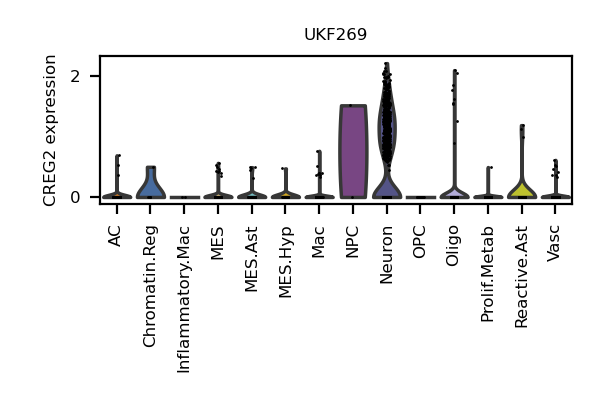 UKF269
CREG2 expression
2
0
AC
Chromatin.Reg
Inflammatory.Mac
MES
MES.Ast
MES.Hyp
Mac
NPC
Neuron
OPC
Oligo
Prolif.Metab
Reactive.Ast
Vasc